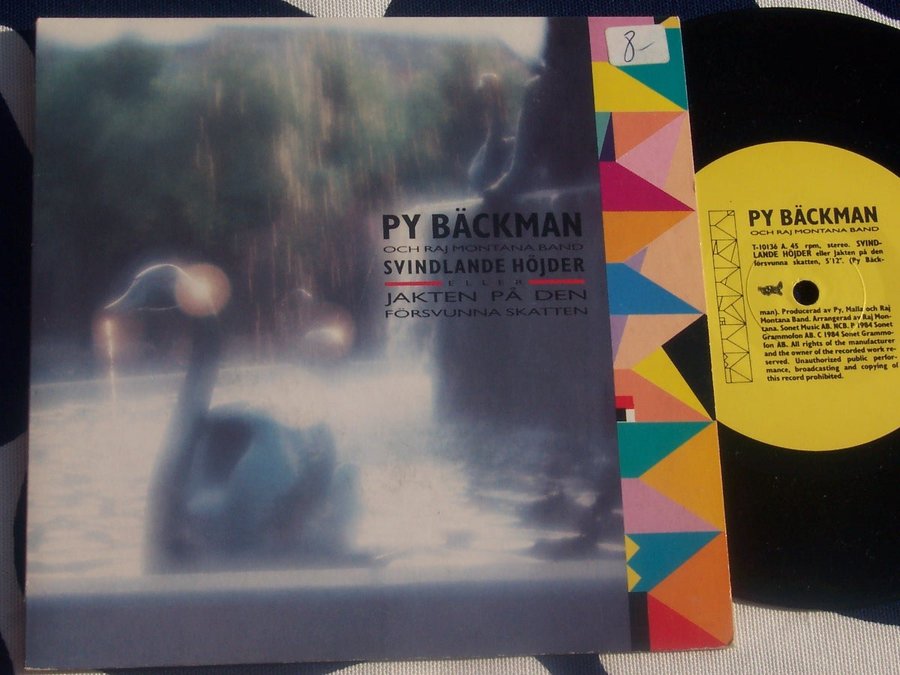 8-
PY BÄCKMAN
OCH RAJ MONTANA BAND
SVINDLANDE HÖJDER
ELLER
JAKTEN PÅ DEN
FÖRSVUNNA SKATTEN
PY BÄCKMAN
OCH RAJ MONTANA BAND
T-10136 A. 45 rpm, stereo. SVIND-
LANDE HÖJDER eller Jakten på den
försvunna skatten, 5'12". (Py Bäck-
man). Producerad av Py, Malla och Raj
Montana Band. Arrangerad av Raj Mon-
tana. Sonet Music AB. NCB. P 1984 Sonet
Grammofon AB. C 1984 Sonet Grammo-
fon AB. All rights of the manufacturer
and the owner of the recorded work re-
served. Unauthorized public perfor-
mance, broadcasting and copying of
this record prohibited.